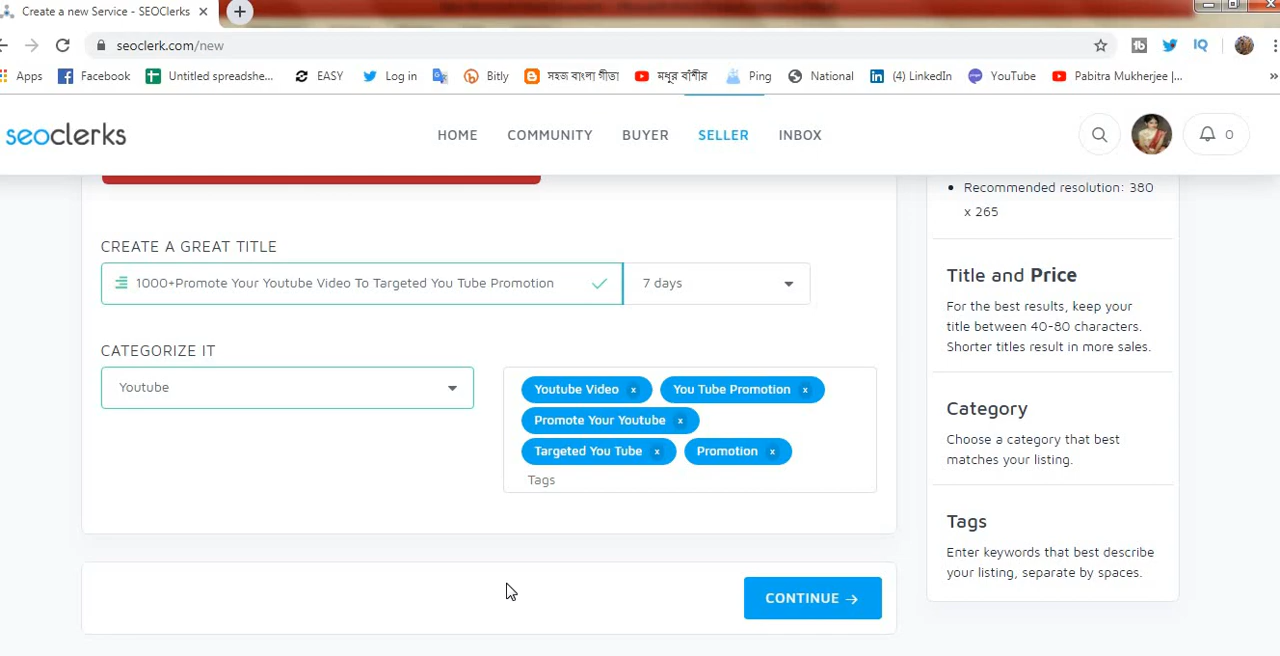 Create a new Service - SEOClerks
seoclerk.com/new
Apps Facebook Untitled spreadshe... EASY Log in Bitly সহজ বাংলা গীতা মধুর বাঁশীর Ping National (4) LinkedIn YouTube Pabitra Mukherjee |... »
seoclerks HOME COMMUNITY BUYER SELLER INBOX 0
Recommended resolution: 380
x 265
CREATE A GREAT TITLE
1000+Promote Your Youtube Video To Targeted You Tube Promotion 7 days
CATEGORIZE IT
Youtube
Youtube Video x You Tube Promotion x
Promote Your Youtube x
Targeted You Tube x Promotion x
Tags
CONTINUE →
Title and Price
For the best results, keep your
title between 40-80 characters.
Shorter titles result in more sales.
Category
Choose a category that best
matches your listing.
Tags
Enter keywords that best describe
your listing, separate by spaces.